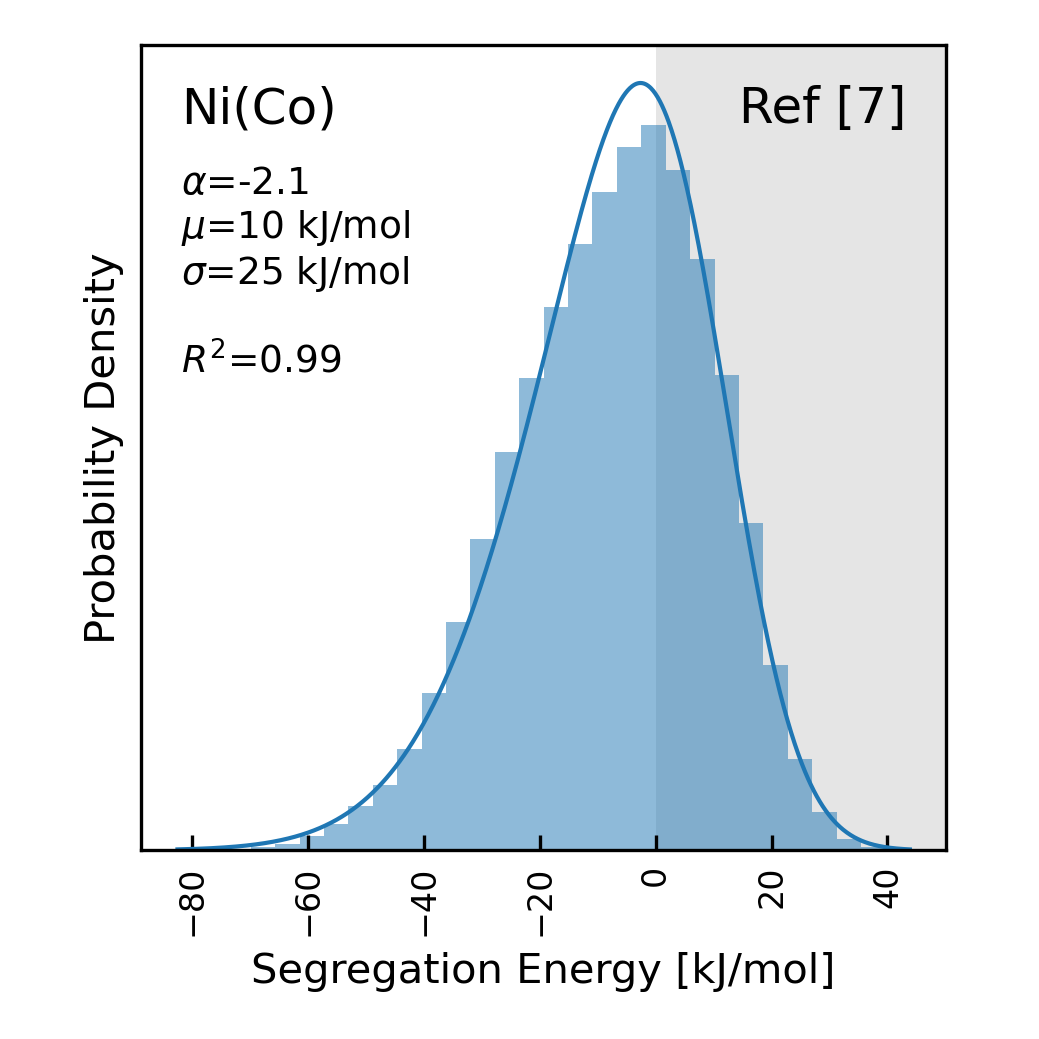 Ni(Co)
Ref [7]
α=-2.1
μ=10 kJ/mol
σ=25 kJ/mol
R²=0.99
Probability Density
−80
−60
−40
−20
0
20
40
Segregation Energy [kJ/mol]